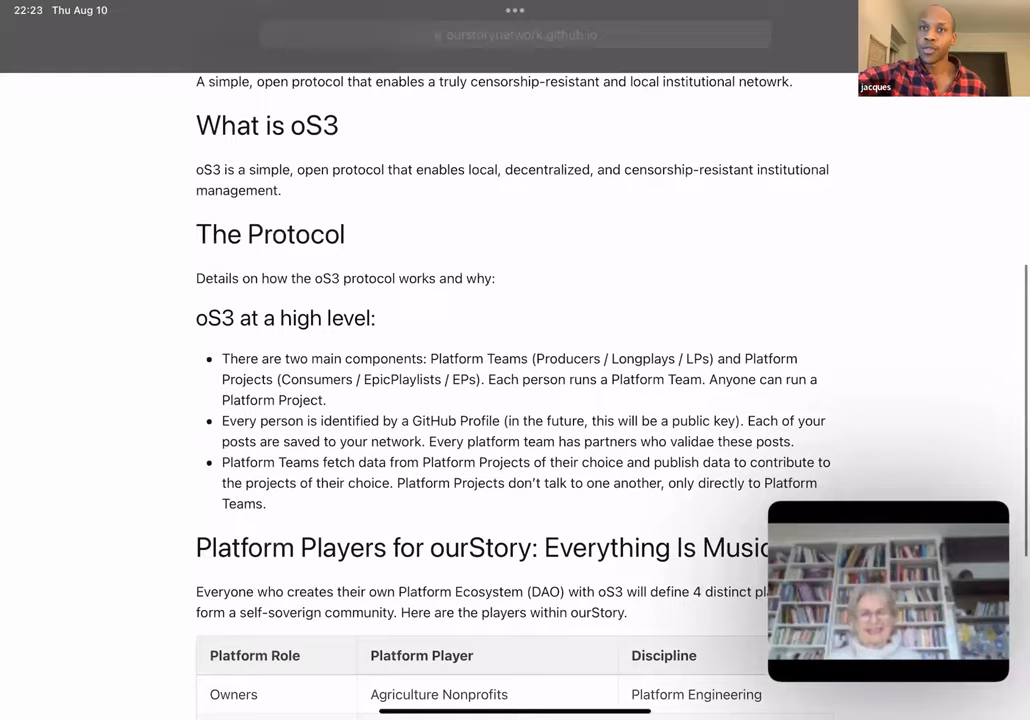 22:23 Thu Aug 10
ourstorynetwork.github.io
jacques
A simple, open protocol that enables a truly censorship-resistant and local institutional netowrk.
What is oS3
oS3 is a simple, open protocol that enables local, decentralized, and censorship-resistant institutional
management.
The Protocol
Details on how the oS3 protocol works and why:
oS3 at a high level:
There are two main components: Platform Teams (Producers / Longplays / LPs) and Platform
Projects (Consumers / EpicPlaylists / EPs). Each person runs a Platform Team. Anyone can run a
Platform Project.
Every person is identified by a GitHub Profile (in the future, this will be a public key). Each of your
posts are saved to your network. Every platform team has partners who validae these posts.
Platform Teams fetch data from Platform Projects of their choice and publish data to contribute to
the projects of their choice. Platform Projects don't talk to one another, only directly to Platform
Teams.
Platform Players for ourStory: Everything Is Music
Everyone who creates their own Platform Ecosystem (DAO) with oS3 will define 4 distinct
form a self-soverign community. Here are the players within ourStory.
Platform Role Platform Player Discipline
Owners Agriculture Nonprofits Platform Engineering